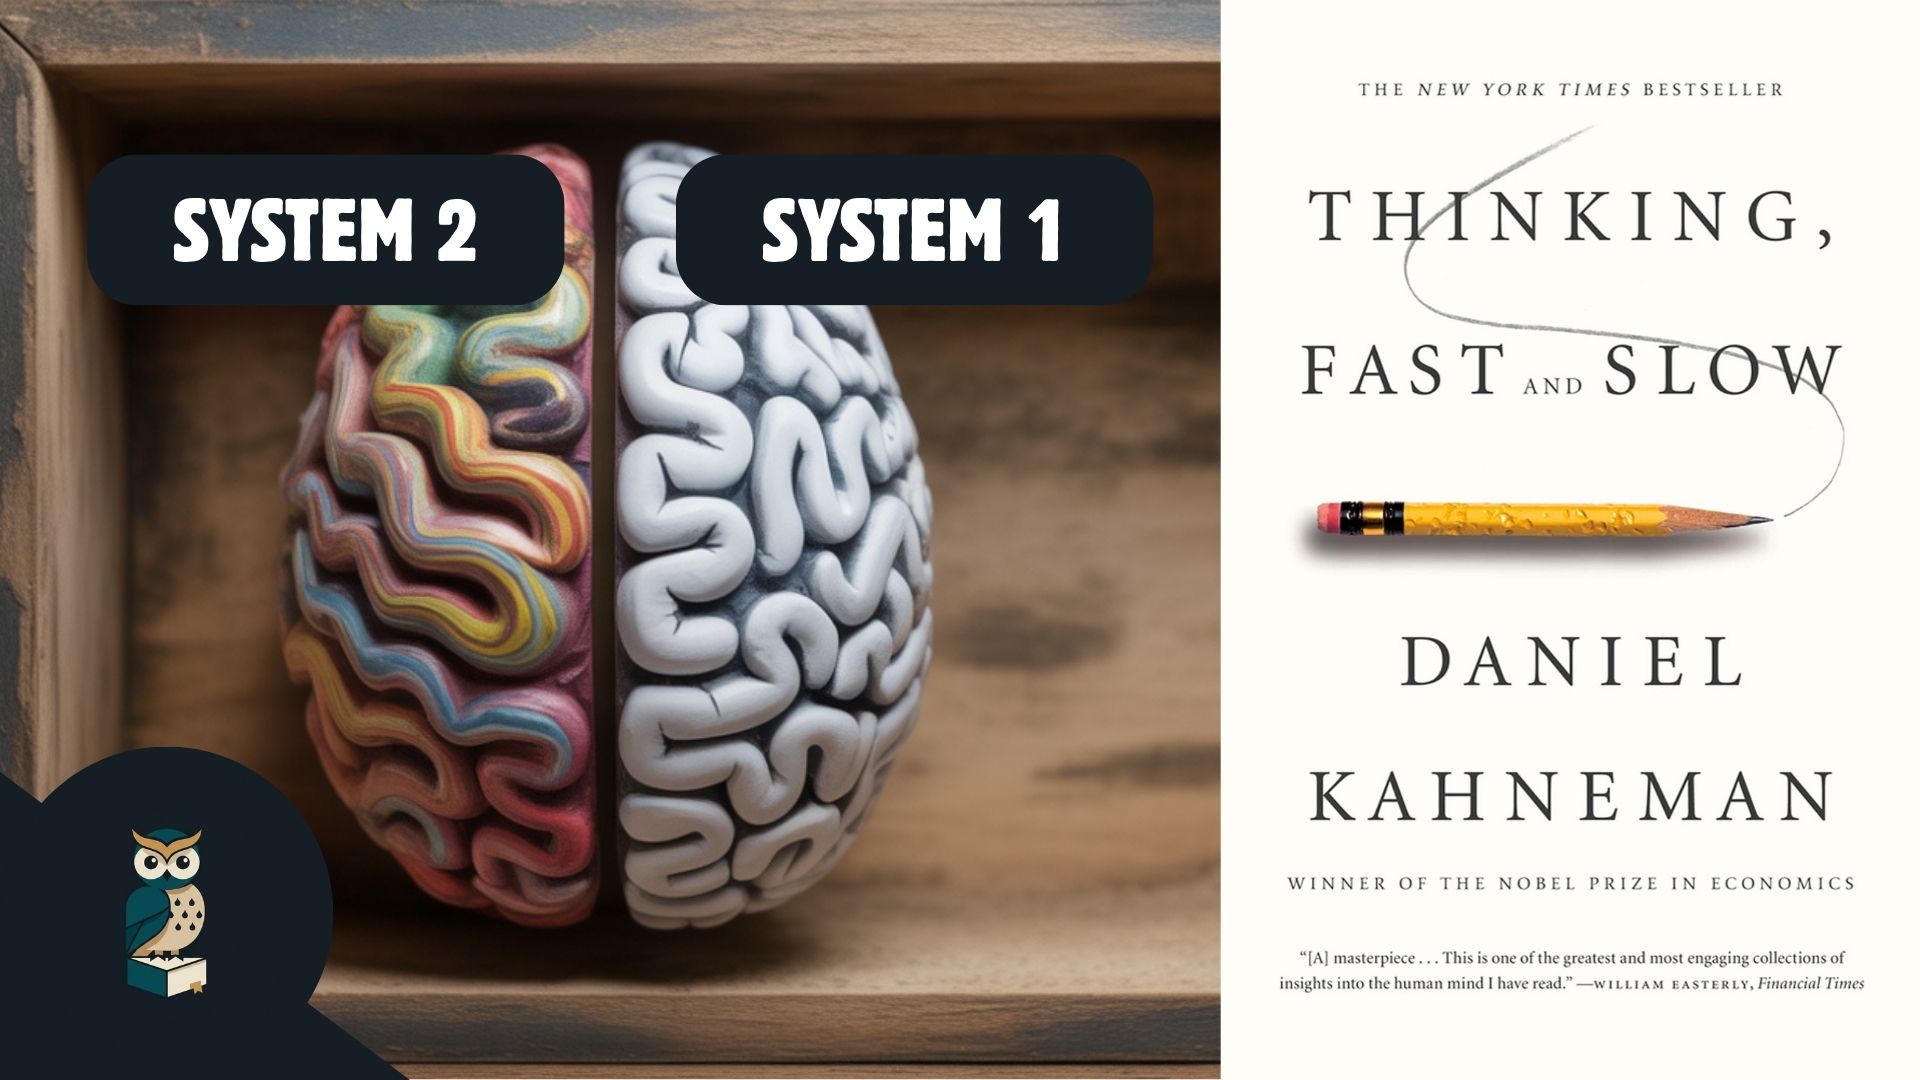 SYSTEM 2
SYSTEM 1
THE NEW YORK TIMES BESTSELLER
THINKING,
FAST AND SLOW
DANIEL
KAHNEMAN
WINNER OF THE NOBEL PRIZE IN ECONOMICS
“[A] masterpiece . . . This is one of the greatest and most engaging collections of
insights into the human mind I have read.” —WILLIAM EASTERLY, Financial Times